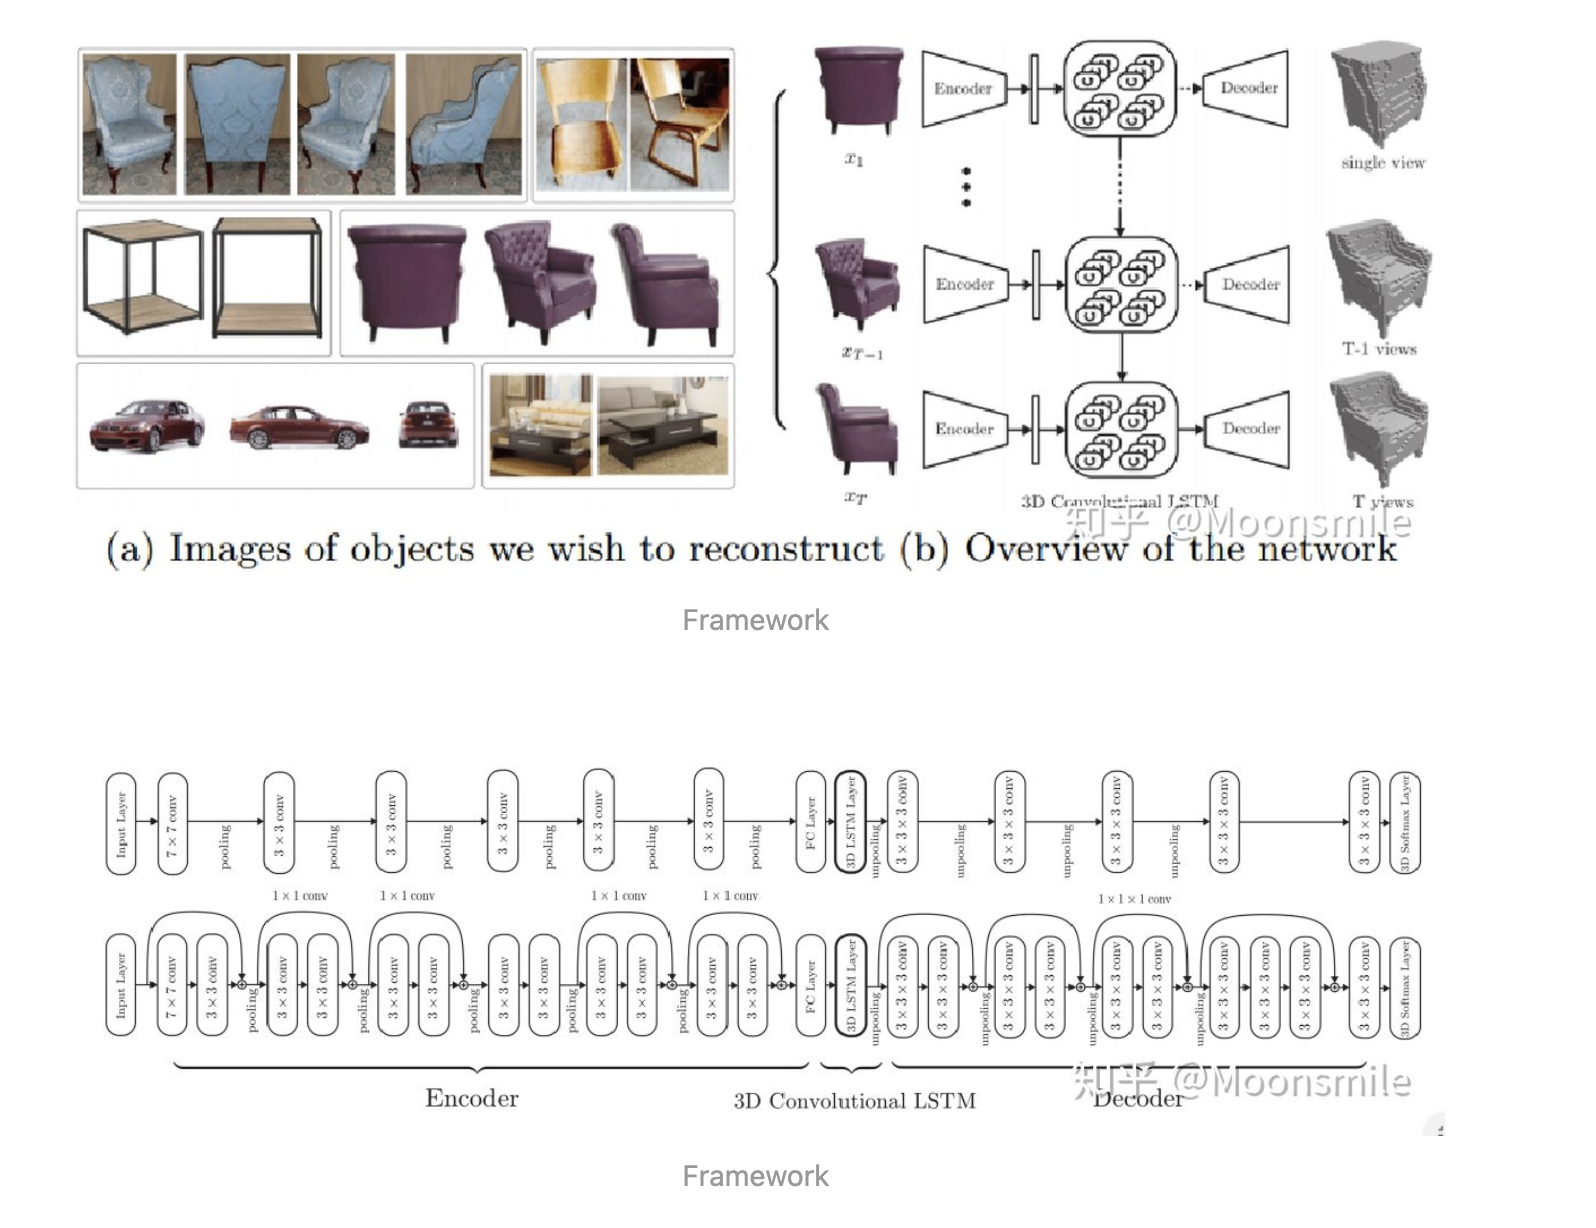 Encoder
Decoder
x₁
single view
Encoder
Decoder
x_{T−1}
T-1 views
Encoder
Decoder
x_T
3D Convolutional LSTM
T views
知乎 @Moonsmile
(a) Images of objects we wish to reconstruct (b) Overview of the network
Framework
Input Layer
7 × 7 conv
pooling
3 × 3 conv
pooling
3 × 3 conv
pooling
3 × 3 conv
pooling
3 × 3 conv
pooling
3 × 3 conv
pooling
FC Layer
3D LSTM Layer
unpooling
3 × 3 × 3 conv
unpooling
3 × 3 × 3 conv
unpooling
3 × 3 × 3 conv
unpooling
3 × 3 × 3 conv
3 × 3 × 3 conv
3D Softmax Layer
1 × 1 conv
1 × 1 conv
1 × 1 conv
1 × 1 conv
1 × 1 × 1 conv
Input Layer
7 × 7 conv
3 × 3 conv
pooling
3 × 3 conv
3 × 3 conv
pooling
3 × 3 conv
3 × 3 conv
pooling
3 × 3 conv
3 × 3 conv
pooling
3 × 3 conv
3 × 3 conv
pooling
3 × 3 conv
3 × 3 conv
FC Layer
3D LSTM Layer
unpooling
3 × 3 × 3 conv
3 × 3 × 3 conv
unpooling
3 × 3 × 3 conv
3 × 3 × 3 conv
unpooling
3 × 3 × 3 conv
3 × 3 × 3 conv
unpooling
3 × 3 × 3 conv
3 × 3 × 3 conv
3 × 3 × 3 conv
3 × 3 × 3 conv
3D Softmax Layer
Encoder
3D Convolutional LSTM
Decoder
知乎 @Moonsmile
Framework